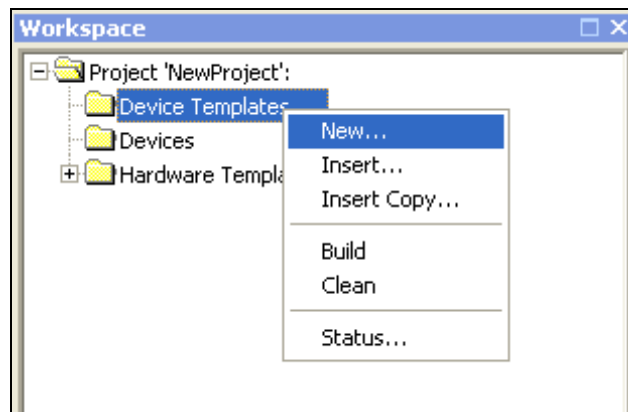 Workspace
Project 'NewProject':
Device Templates
Devices
Hardware Templa
New...
Insert...
Insert Copy...
Build
Clean
Status...